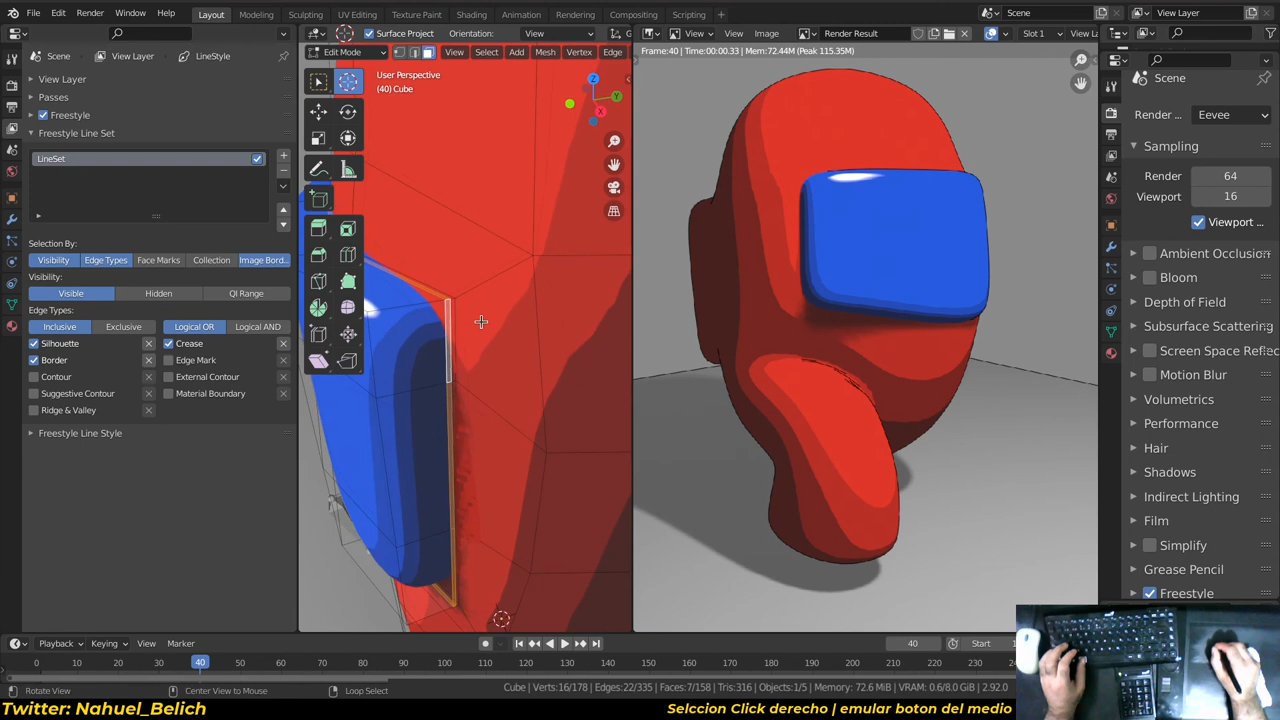 File Edit Render Window Help Layout Modeling Sculpting UV Editing Texture Paint Shading Animation Rendering Compositing Scripting Scene View Layer
Surface Project Orientation: View
View Image Render Result Slot 1
Scene View Layer LineStyle
Edit Mode View Select Add Mesh Vertex Edge
Frame:40 | Time:00:00.33 | Mem:72.44M (Peak 115.35M)
View Layer
Passes
Freestyle
Freestyle Line Set
LineSet
Selection By:
Visibility Edge Types Face Marks Collection Image Bord...
Visibility:
Visible Hidden QI Range
Edge Types:
Inclusive Exclusive Logical OR Logical AND
Silhouette Crease
Border Edge Mark
Contour External Contour
Suggestive Contour Material Boundary
Ridge & Valley
Freestyle Line Style
User Perspective
(40) Cube
Z
Y
X
Scene
Render ... Eevee
Sampling
Render 64
Viewport 16
Viewport
Ambient Occlusion
Bloom
Depth of Field
Subsurface Scattering
Screen Space Refle
Motion Blur
Volumetrics
Performance
Hair
Shadows
Indirect Lighting
Film
Simplify
Grease Pencil
Freestyle
Playback Keying View Marker 40 Start
0 10 20 30 40 50 60 70 80 90 100 110 120 130 140 150 160 170 180 190 200 210 220 230
Rotate View Center View to Mouse Loop Select Cube | Verts:16/178 | Edges:22/335 | Faces:7/158 | Tris:316 | Objects:1/5 | Memory: 72.6 MiB | VRAM: 0.6/8.0 GiB | 2.92.0
Twitter: Nahuel_Belich
Selccion Click derecho | emular boton del medio